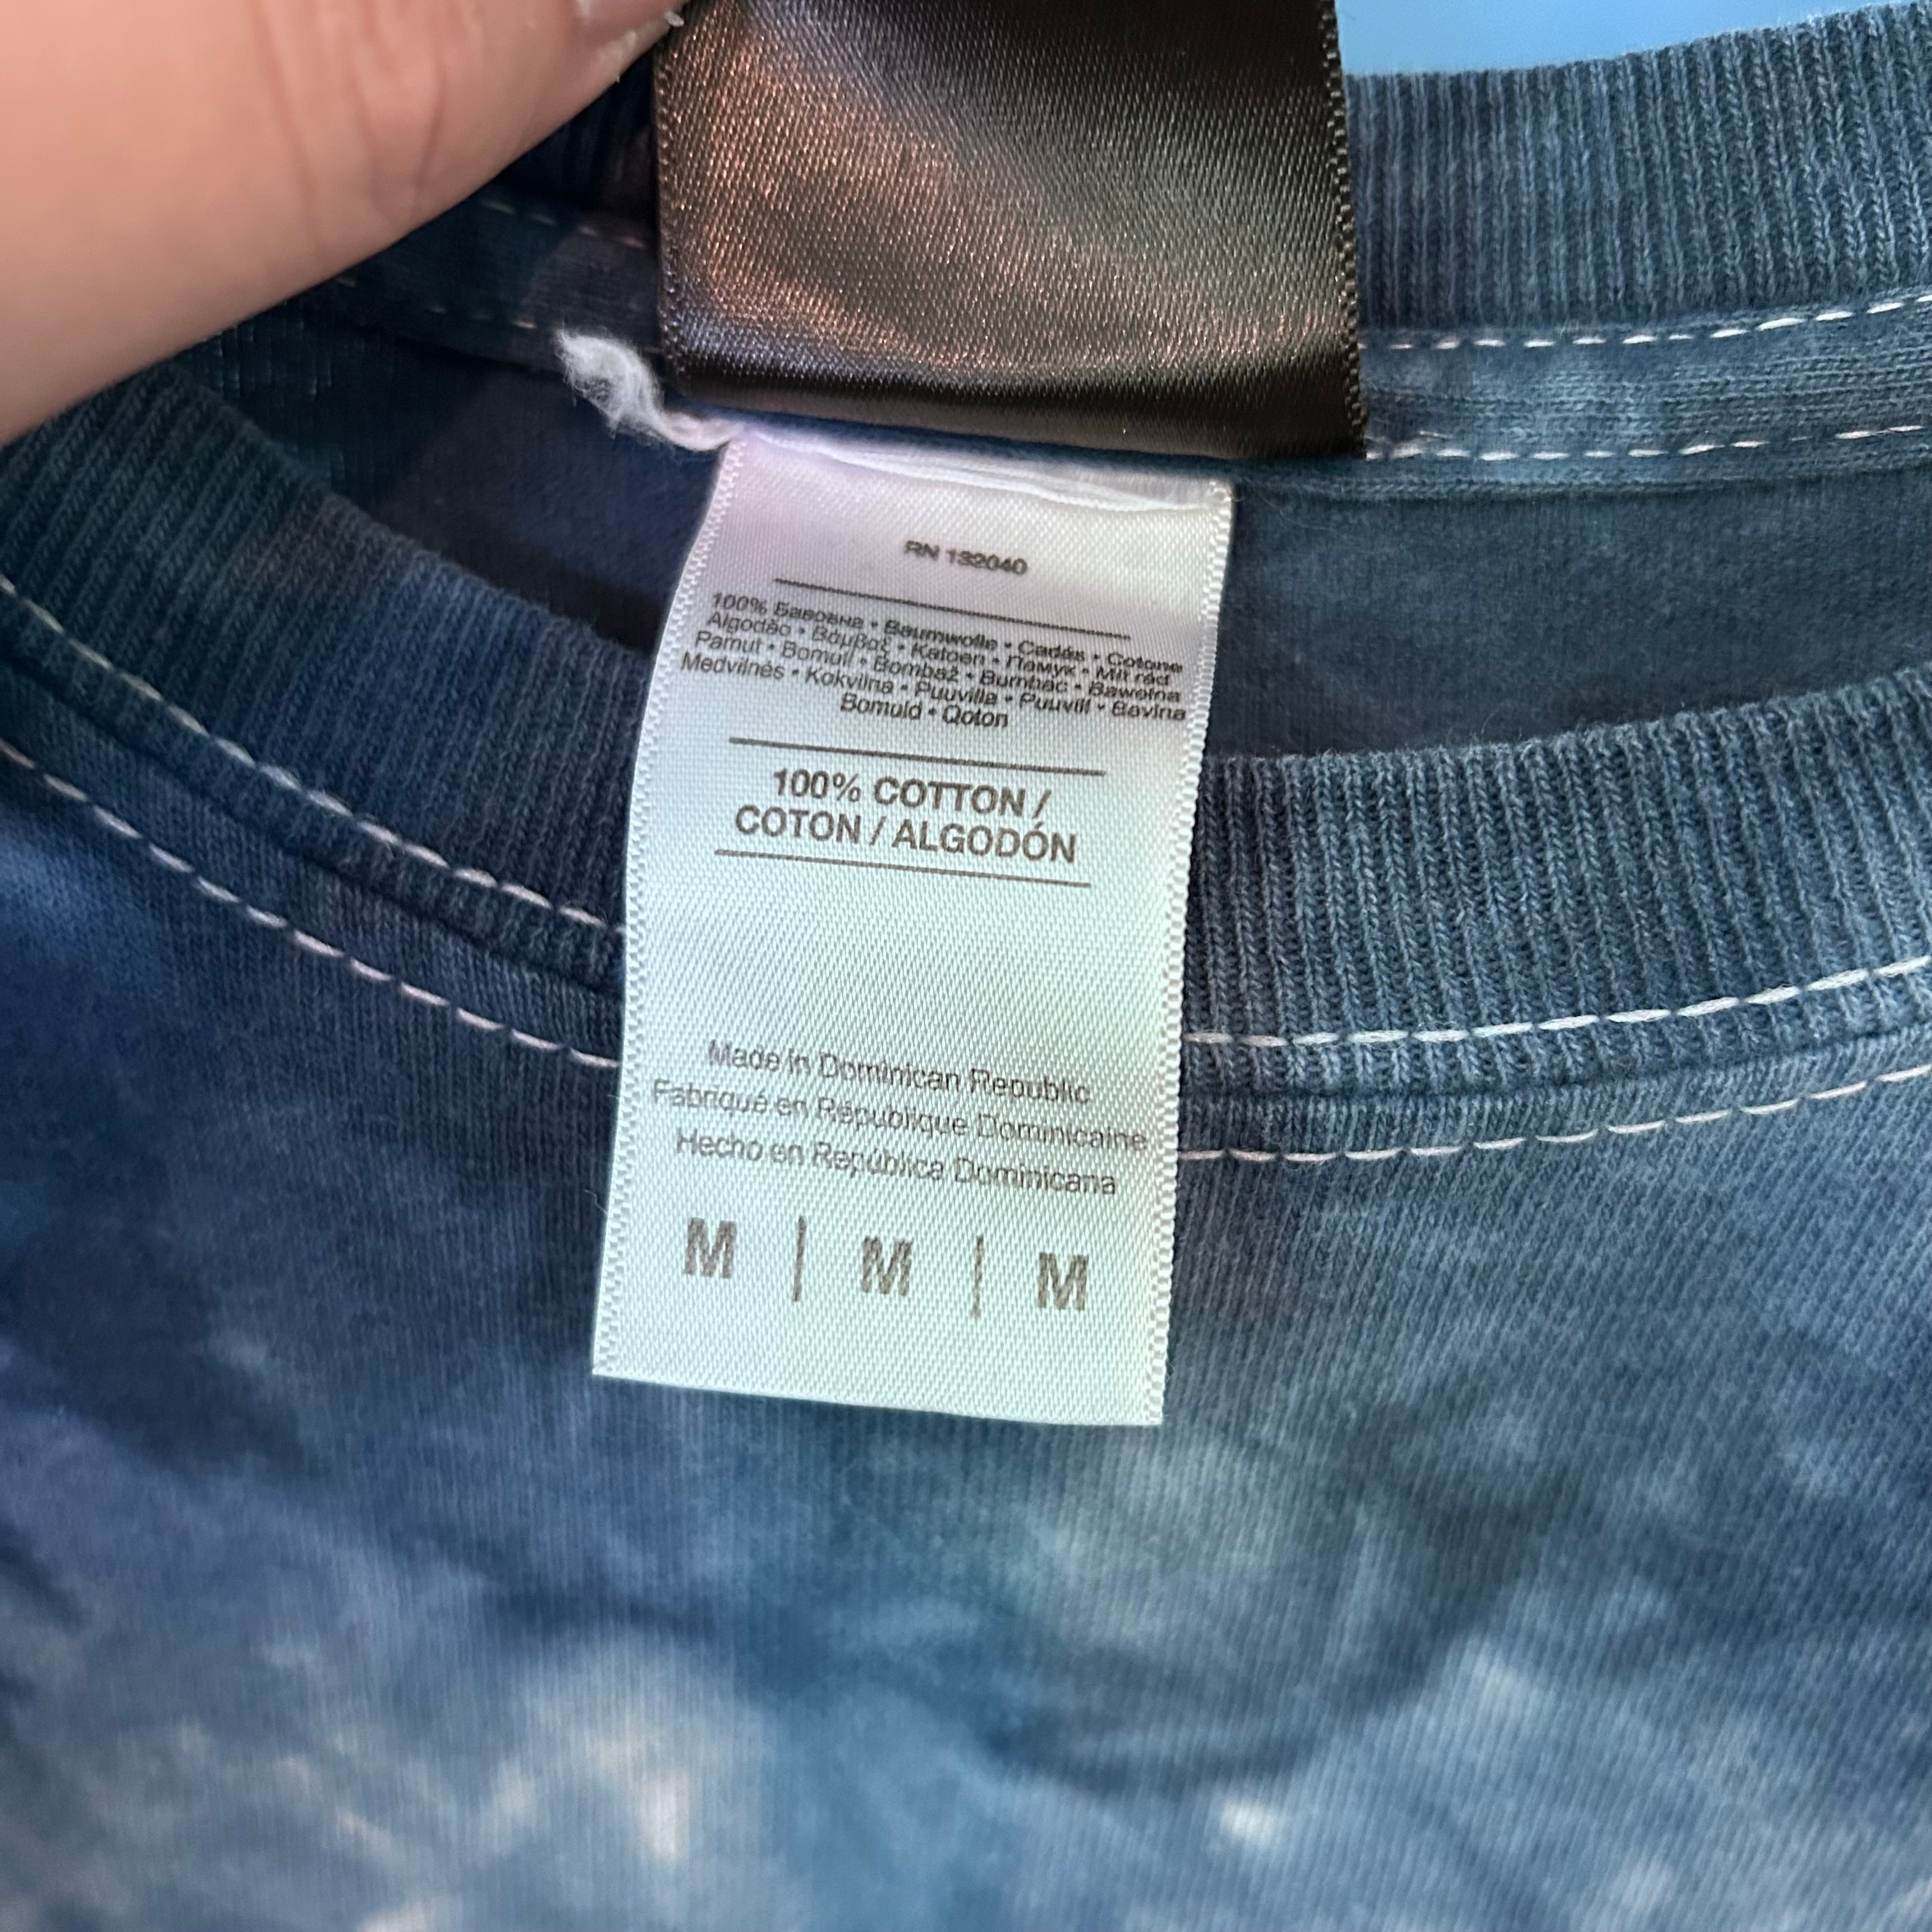 RN 132040
100% Бавовна • Baumwolle • Cadás • Cotone
Algodão • Βάμβαξ • Katoen • Памук • Mit rėd
Pamut • Bomull • Bombaž • Bumbac • Bawełna
Medvilnės • Kokvilna • Puuvilla • Puuvill • Bavlna
Bomuld • Qoton
100% COTTON /
COTON / ALGODÓN
Made in Dominican Republic
Fabriqué en République Dominicaine
Hecho en República Dominicana
M | M | M